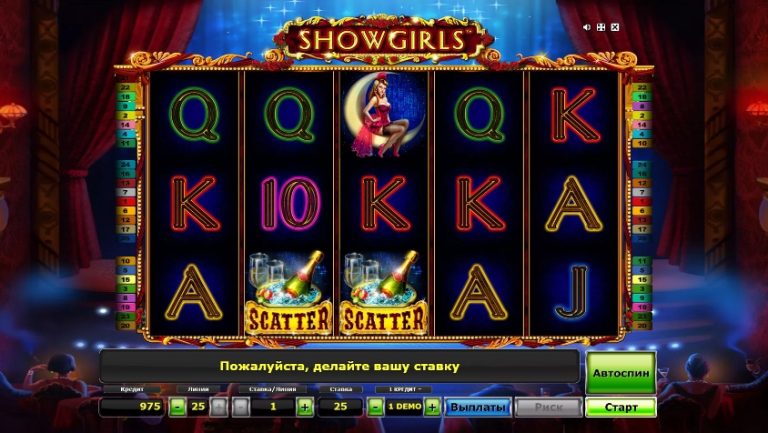 SHOWGIRLS
Q Q Q K
K 10 K K A
A SCATTER SCATTER A J
Пожалуйста, делайте вашу ставку
Автоспин
Кредит Линии Ставка/Линия Ставка 1 КРЕДИТ =
975 - 25 + - 1 + 25 - 1 DEMO + Выплаты Риск Старт